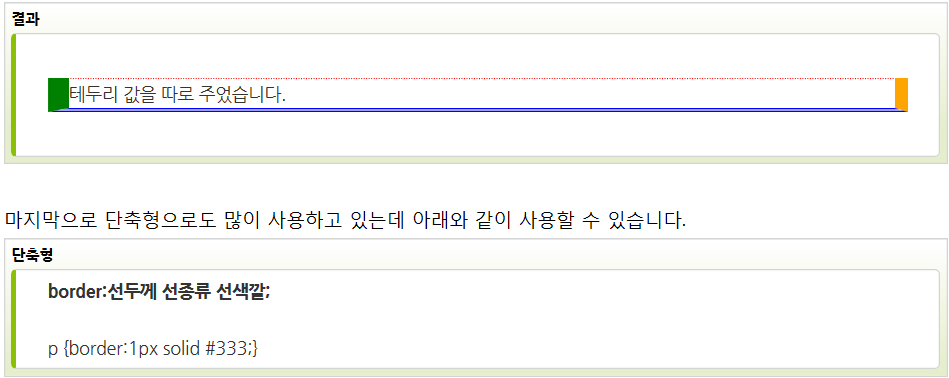 결과
테두리 값을 따로 주었습니다.
마지막으로 단축형으로도 많이 사용하고 있는데 아래와 같이 사용할 수 있습니다.
단축형
border:선두께 선종류 선색깔;
p {border:1px solid #333;}